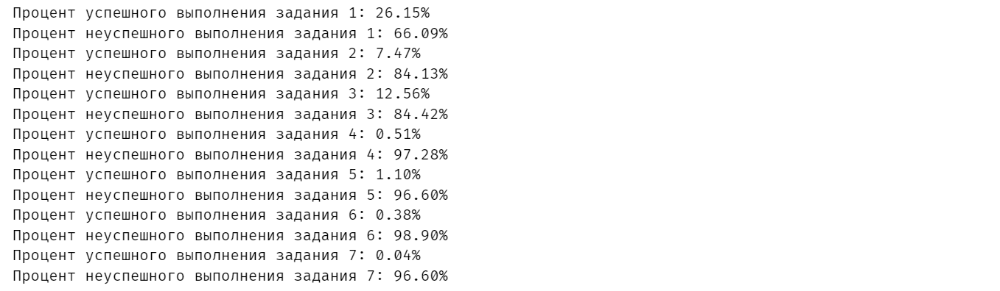 Процент успешного выполнения задания 1: 26.15%
Процент неуспешного выполнения задания 1: 66.09%
Процент успешного выполнения задания 2: 7.47%
Процент неуспешного выполнения задания 2: 84.13%
Процент успешного выполнения задания 3: 12.56%
Процент неуспешного выполнения задания 3: 84.42%
Процент успешного выполнения задания 4: 0.51%
Процент неуспешного выполнения задания 4: 97.28%
Процент успешного выполнения задания 5: 1.10%
Процент неуспешного выполнения задания 5: 96.60%
Процент успешного выполнения задания 6: 0.38%
Процент неуспешного выполнения задания 6: 98.90%
Процент успешного выполнения задания 7: 0.04%
Процент неуспешного выполнения задания 7: 96.60%